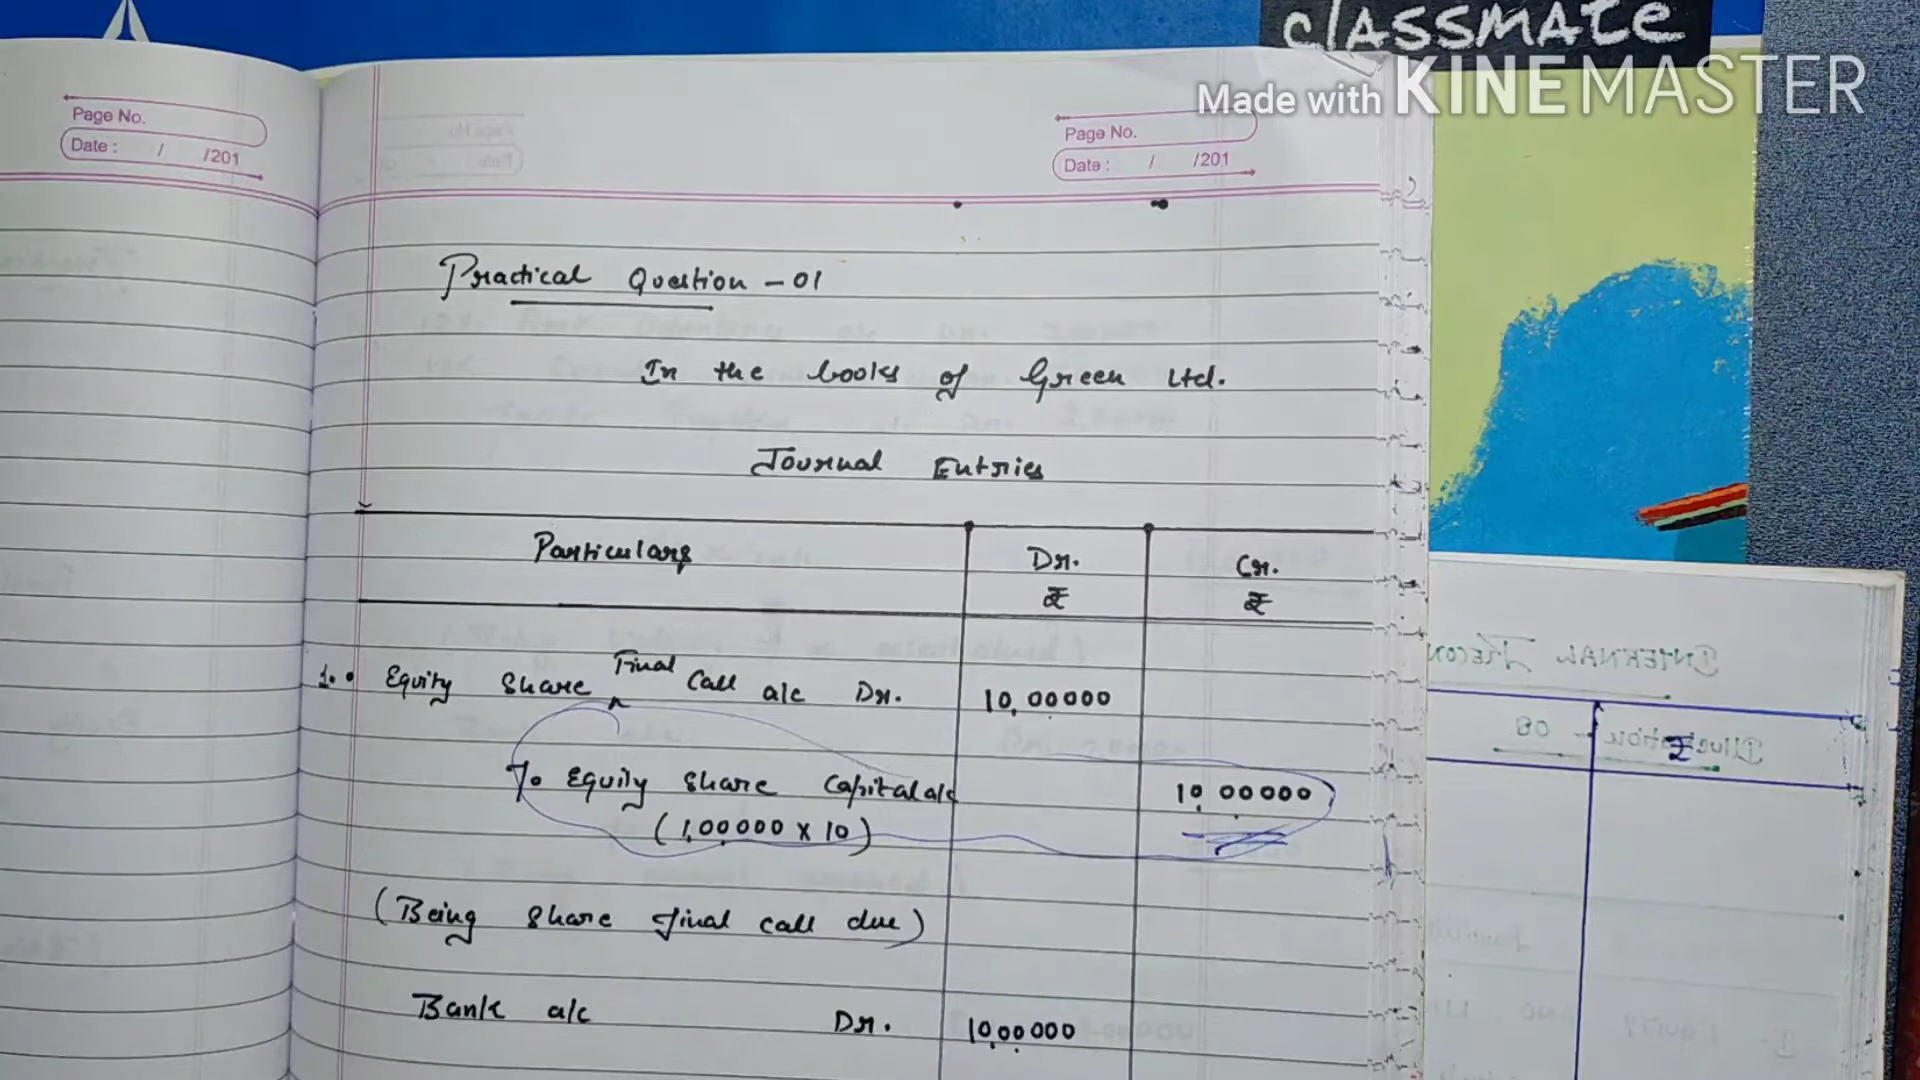 classmate
Made with KINEMASTER
Page No.
Date : / /201
Page No.
Date : / /201
Practical Question - 01
In the books of Green Ltd.
Journal Entries
Particulars Dr. ₹ Cr. ₹
1. Equity Share Final Call a/c Dr. 10,00000
To Equity Share Capital a/c 10,00000
(1,00000 x 10)
(Being Share final call due)
Bank a/c Dr. 10,00000